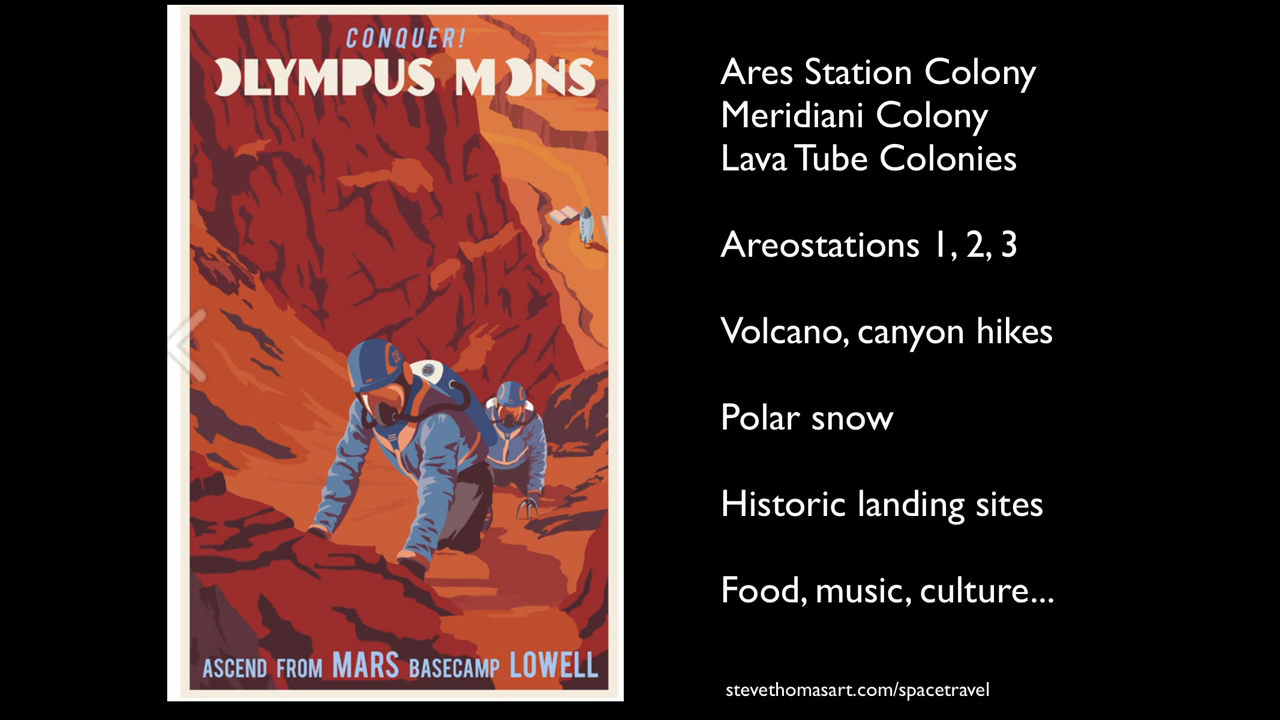 CONQUER!
OLYMPUS MONS
ASCEND FROM MARS BASECAMP LOWELL
Ares Station Colony
Meridiani Colony
Lava Tube Colonies
Areostations 1, 2, 3
Volcano, canyon hikes
Polar snow
Historic landing sites
Food, music, culture...
stevethomasart.com/spacetravel